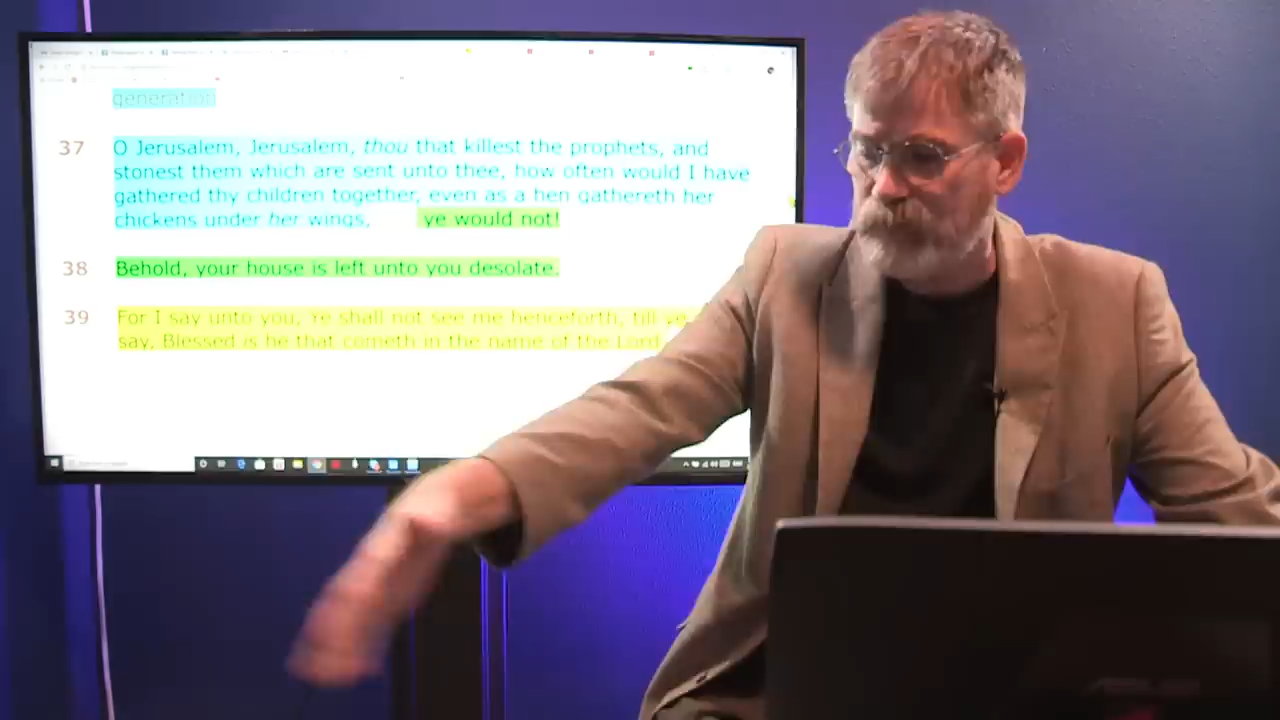 generation
37 O Jerusalem, Jerusalem, thou that killest the prophets, and
stonest them which are sent unto thee, how often would I have
gathered thy children together, even as a hen gathereth her
chickens under her wings, ye would not!
38 Behold, your house is left unto you desolate.
39 For I say unto you, Ye shall not see me henceforth, till ye
say, Blessed is he that cometh in the name of the Lord